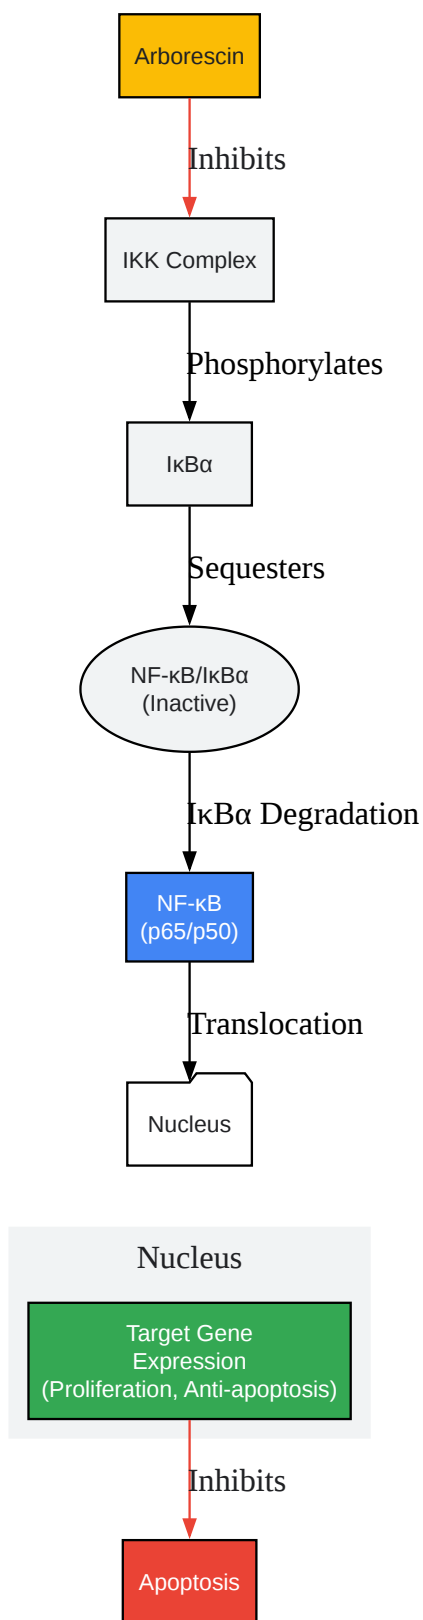 Arborescin
Inhibits
IKK Complex
Phosphorylates
IκBα
Sequesters
NF-κB/IκBα
(Inactive)
IκBα Degradation
NF-κB
(p65/p50)
Translocation
Nucleus
Nucleus
Target Gene
Expression
(Proliferation, Anti-apoptosis)
Inhibits
Apoptosis